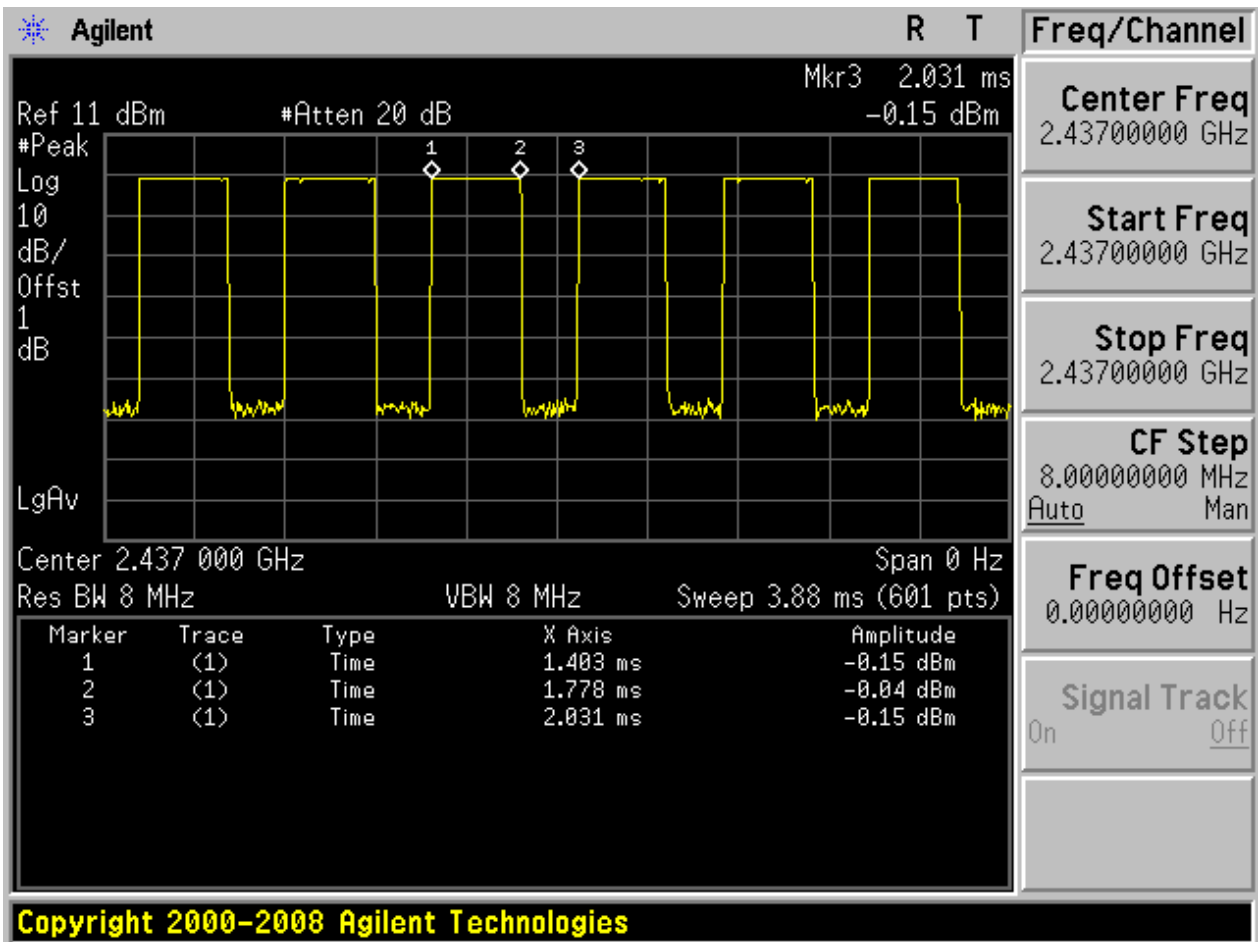 Agilent R T Freq/Channel
Mkr3 2.031 ms
Ref 11 dBm #Atten 20 dB -0.15 dBm
#Peak
Log
10
dB/
Offst
1
dB
LgAv
1 2 3
Center 2.437 000 GHz Span 0 Hz
Res BW 8 MHz VBW 8 MHz Sweep 3.88 ms (601 pts)
Marker Trace Type X Axis Amplitude
1 (1) Time 1.403 ms -0.15 dBm
2 (1) Time 1.778 ms -0.04 dBm
3 (1) Time 2.031 ms -0.15 dBm
Center Freq
2.43700000 GHz
Start Freq
2.43700000 GHz
Stop Freq
2.43700000 GHz
CF Step
8.00000000 MHz
Auto Man
Freq Offset
0.00000000 Hz
Signal Track
On Off
Copyright 2000-2008 Agilent Technologies